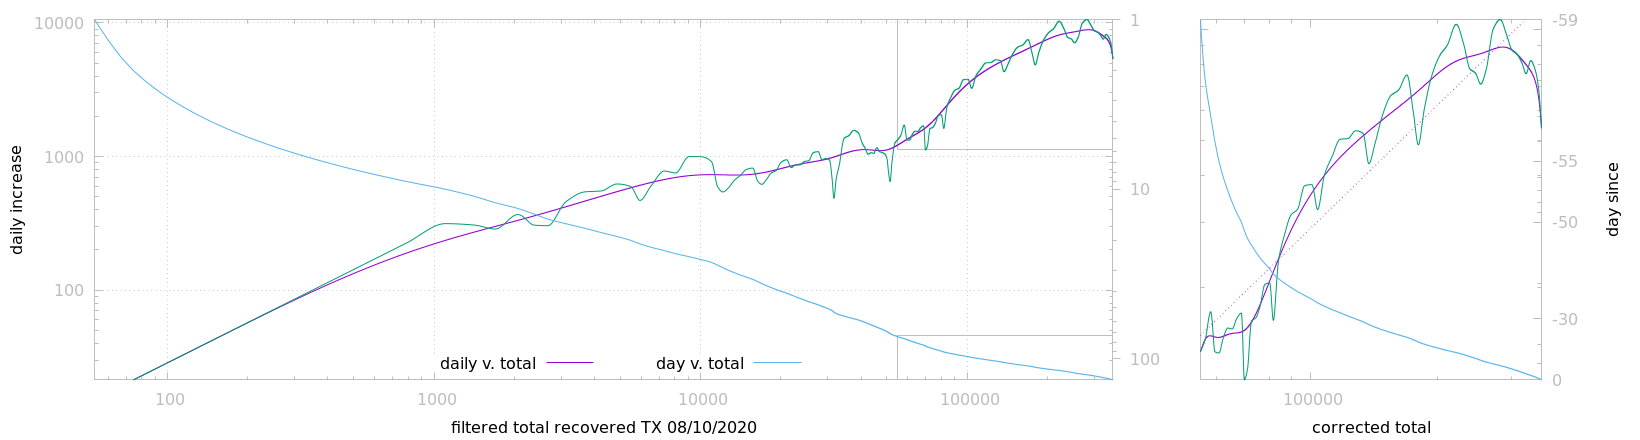 10000
1000
100
daily increase
100
1000
10000
100000
filtered total recovered TX 08/10/2020
daily v. total
day v. total
1
10
100
100000
corrected total
-59
-55
-50
-30
0
day since